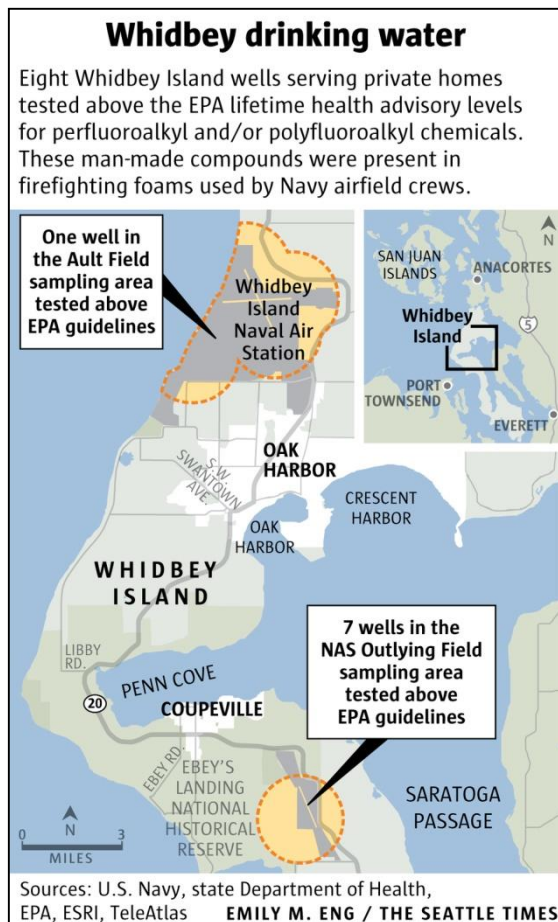 Whidbey drinking water
Eight Whidbey Island wells serving private homes
tested above the EPA lifetime health advisory levels
for perfluoroalkyl and/or polyfluoroalkyl chemicals.
These man-made compounds were present in
firefighting foams used by Navy airfield crews.
One well in
the Ault Field
sampling area
tested above
EPA guidelines
Whidbey
Island
Naval Air
Station
N
SAN JUAN
ISLANDS
ANACORTES
Whidbey
Island
5
PORT
TOWNSEND
EVERETT
OAK
HARBOR
S.W.
SWANTOWN
AVE.
CRESCENT
HARBOR
OAK
HARBOR
WHIDBEY
ISLAND
7 wells in the
NAS Outlying Field
sampling area
tested above
EPA guidelines
LIBBY
RD.
PENN COVE
20
COUPEVILLE
EBEY RD.
EBEY'S
LANDING
NATIONAL
HISTORICAL
RESERVE
SARATOGA
PASSAGE
N
0 3
MILES
Sources: U.S. Navy, state Department of Health,
EPA, ESRI, TeleAtlas EMILY M. ENG / THE SEATTLE TIMES